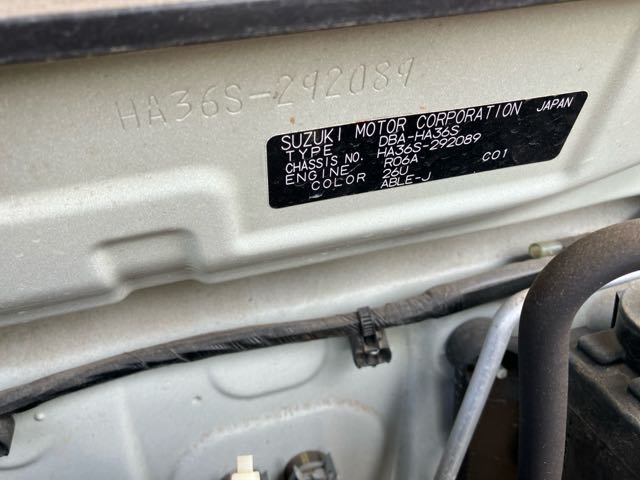 HA36S-292089
SUZUKI MOTOR CORPORATION JAPAN
TYPE DBA-HA36S
CHASSIS NO. HA36S-292089
ENGINE R06A
COLOR 26U C01
ABLE-J